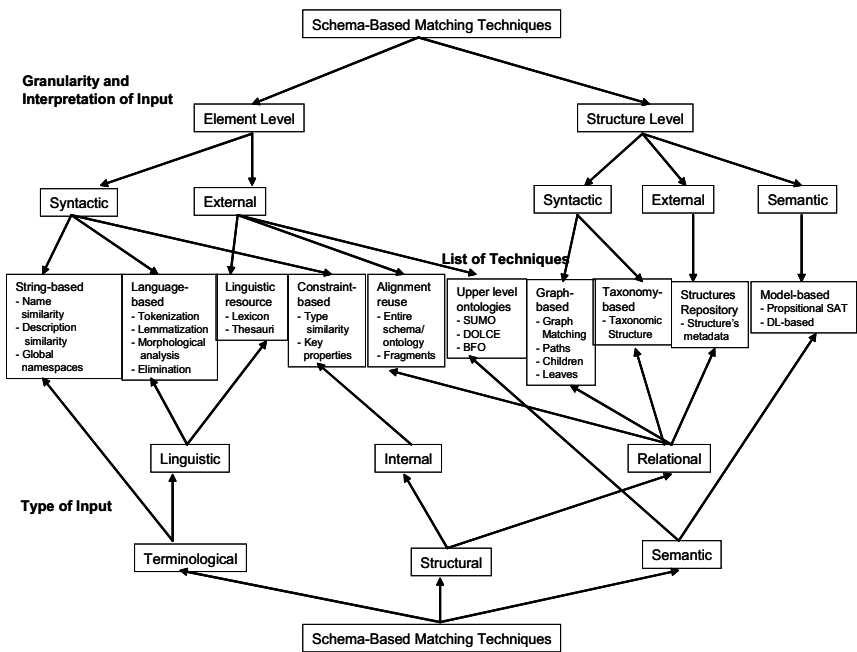 Schema-Based Matching Techniques
Granularity and
Interpretation of Input
Element Level
Structure Level
Syntactic
External
Syntactic
External
Semantic
List of Techniques
String-based
- Name
similarity
- Description
similarity
- Global
namespaces
Language-
based
- Tokenization
- Lemmatization
- Morphological
analysis
- Elimination
Linguistic
resource
- Lexicon
- Thesauri
Constraint-
based
- Type
similarity
- Key
properties
Alignment
reuse
- Entire
schema/
ontology
- Fragments
Upper level
ontologies
- SUMO
- DOLCE
- BFO
Graph-
based
- Graph
Matching
- Paths
- Children
- Leaves
Taxonomy-
based
- Taxonomic
Structure
Structures
Repository
- Structure's
metadata
Model-based
- Propsitional SAT
- DL-based
Linguistic
Internal
Relational
Type of Input
Terminological
Structural
Semantic
Schema-Based Matching Techniques